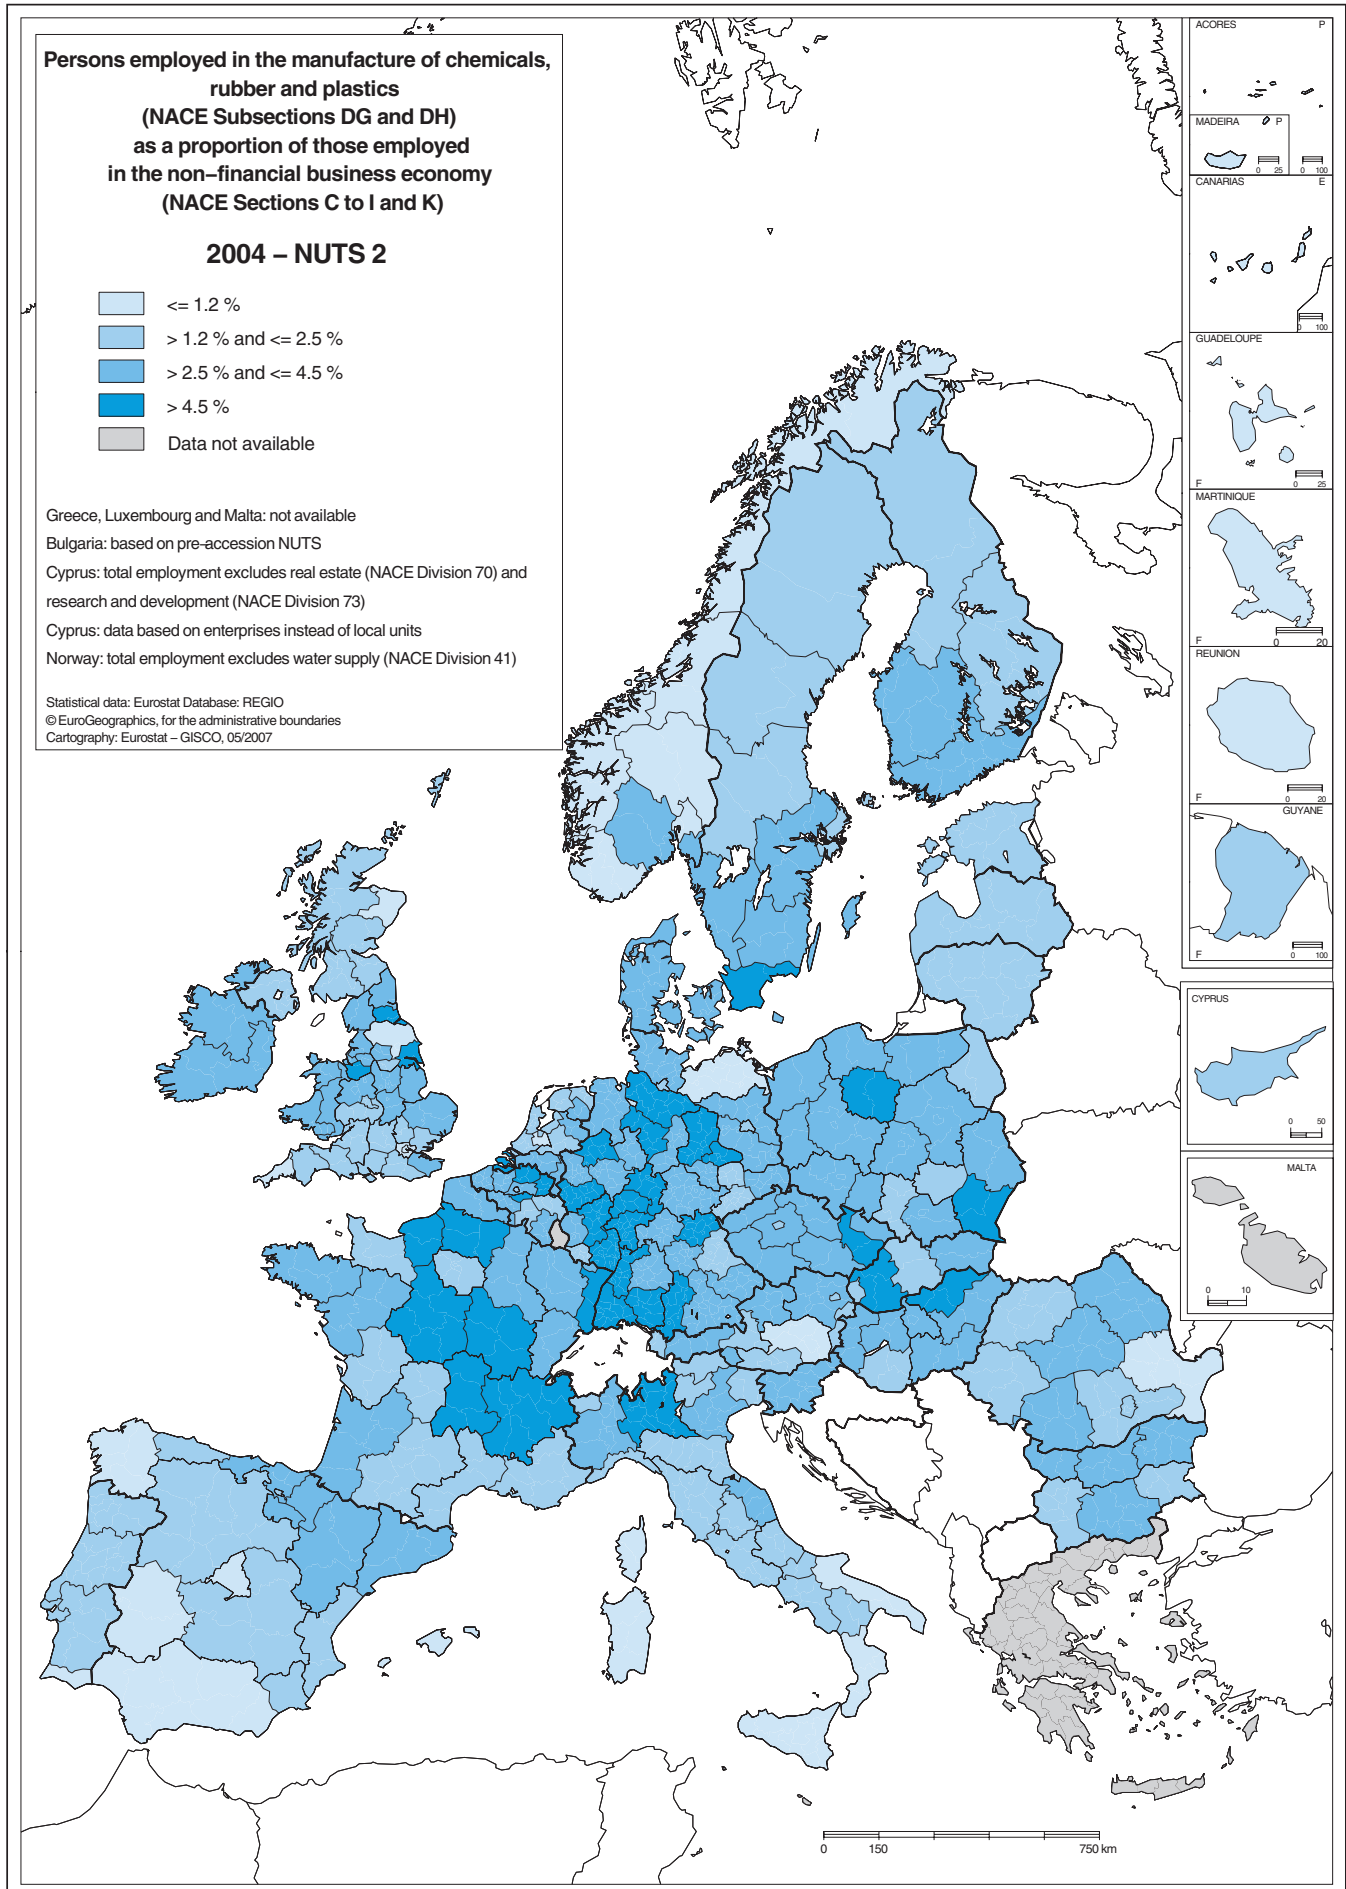 Persons employed in the manufacture of chemicals,
rubber and plastics
(NACE Subsections DG and DH)
as a proportion of those employed
in the non–financial business economy
(NACE Sections C to I and K)
2004 – NUTS 2
<= 1.2 %
> 1.2 % and <= 2.5 %
> 2.5 % and <= 4.5 %
> 4.5 %
Data not available
Greece, Luxembourg and Malta: not available
Bulgaria: based on pre-accession NUTS
Cyprus: total employment excludes real estate (NACE Division 70) and
research and development (NACE Division 73)
Cyprus: data based on enterprises instead of local units
Norway: total employment excludes water supply (NACE Division 41)
Statistical data: Eurostat Database: REGIO
© EuroGeographics, for the administrative boundaries
Cartography: Eurostat – GISCO, 05/2007
ACORES P
MADEIRA P
0 25 0 100
CANARIAS E
0 100
GUADELOUPE
F 0 25
MARTINIQUE
F 0 20
REUNION
F 0 20
GUYANE
F 0 100
CYPRUS
0 50
MALTA
0 10
0 150 750 km